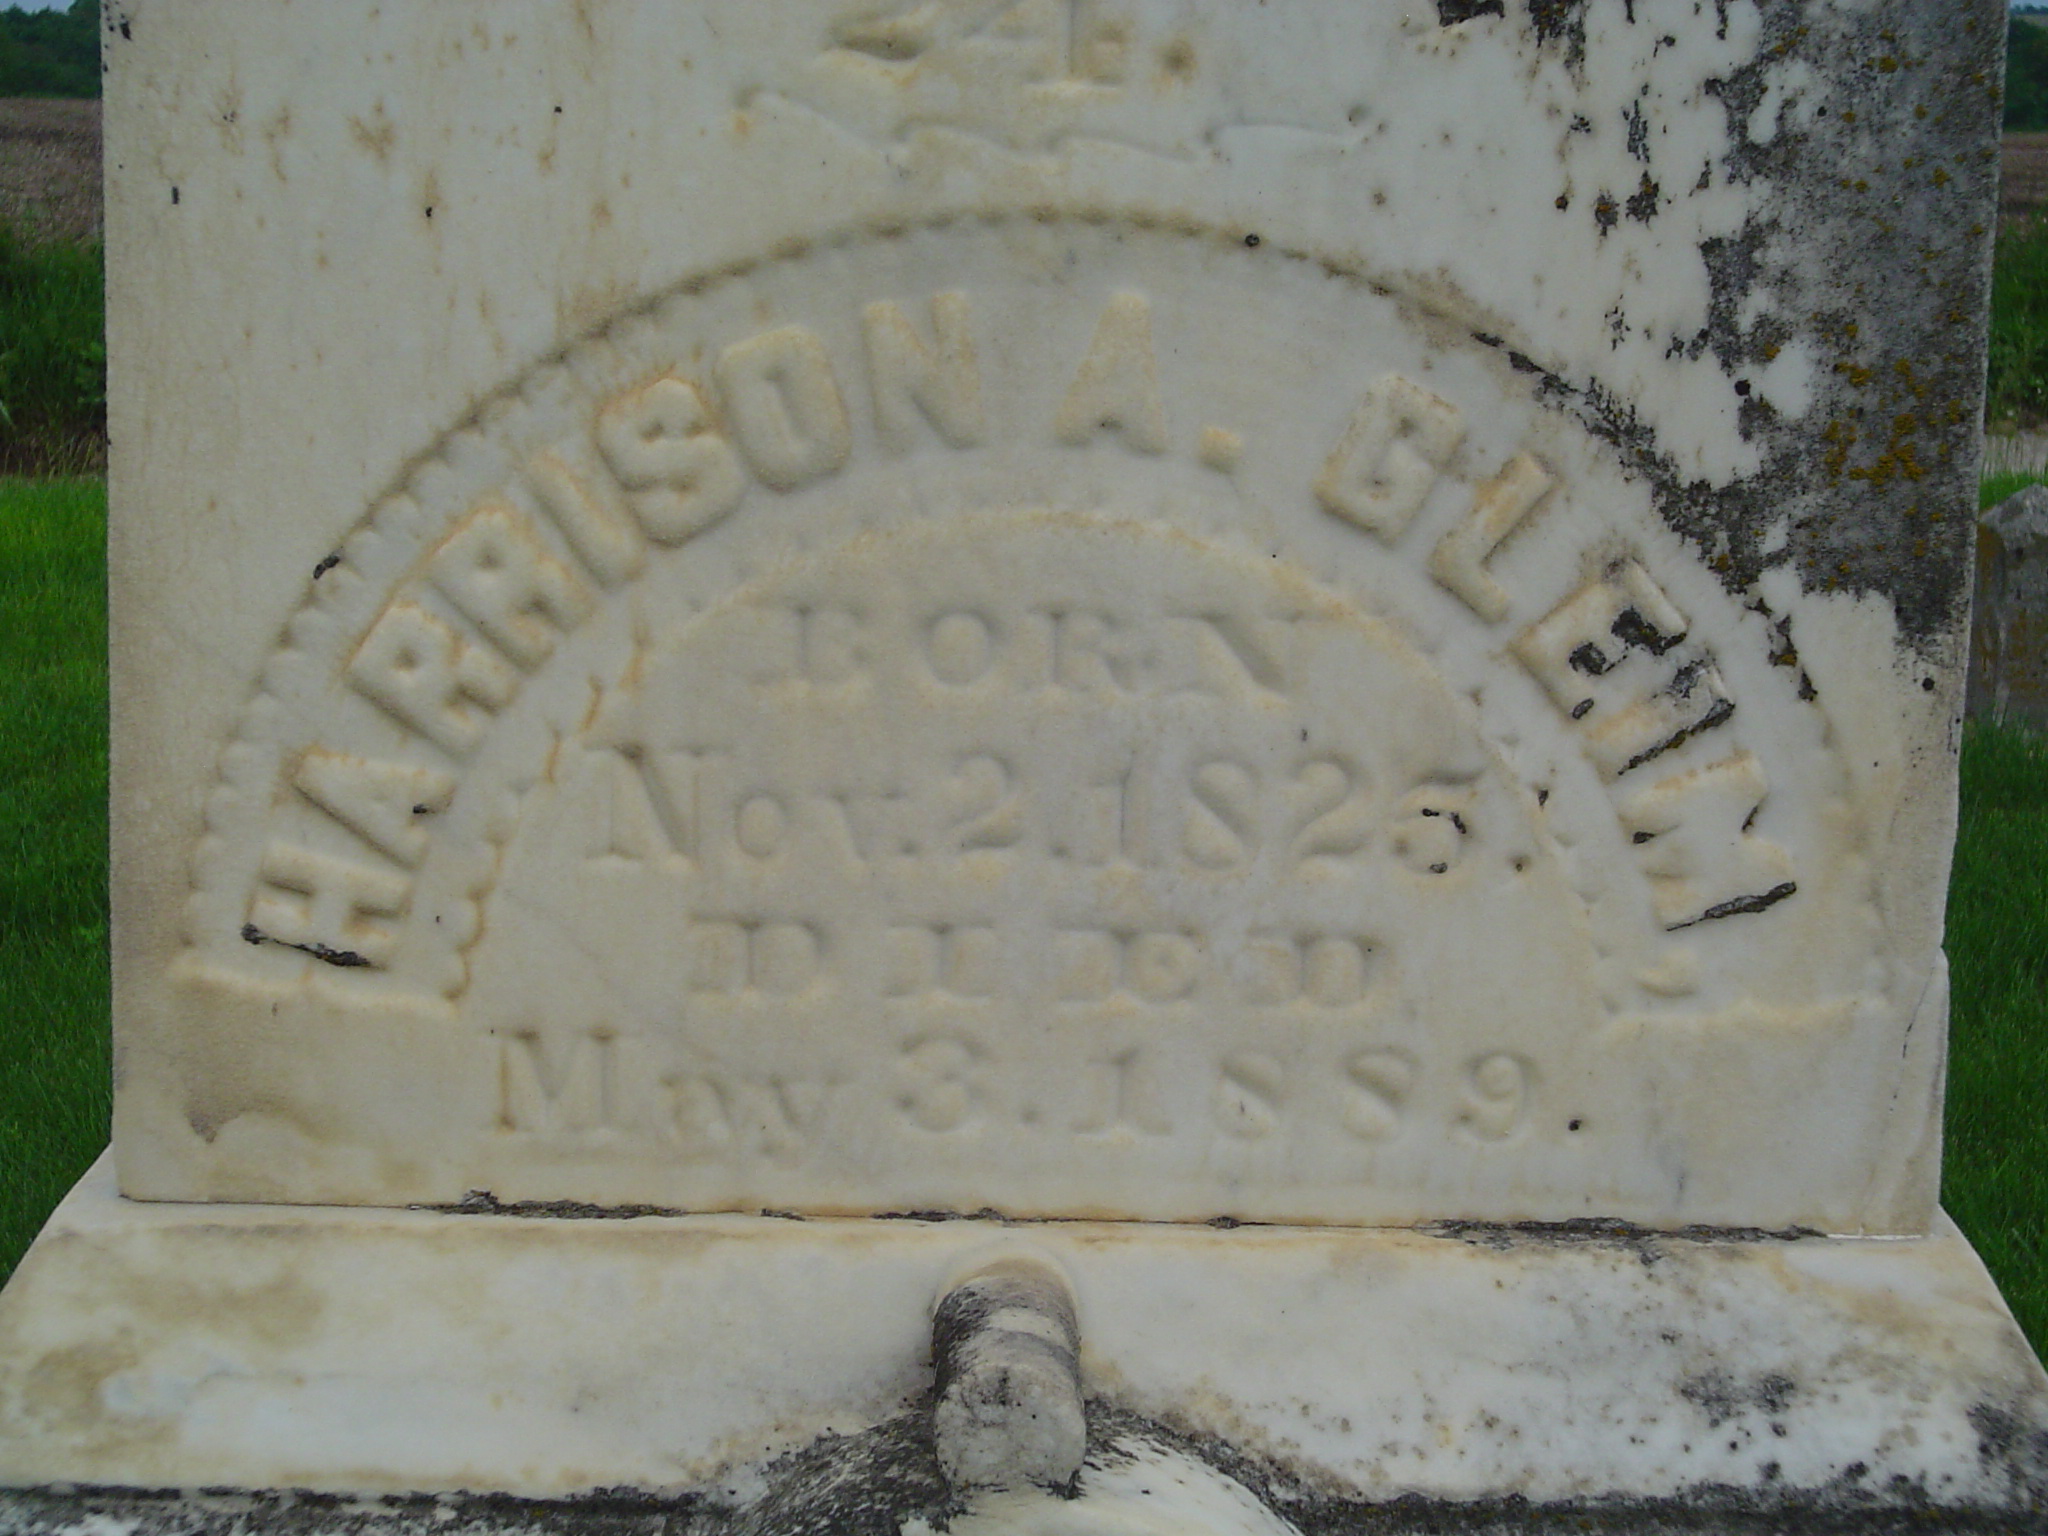 HARRISON A. GLEIM
BORN
Nov. 2. 1825.
DIED
May 3. 1889.